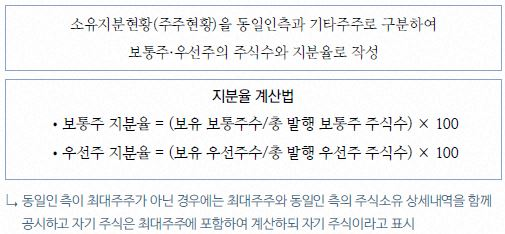 소유지분현황(주주현황)을 동일인측과 기타주주로 구분하여
보통주·우선주의 주식수와 지분율로 작성
지분율 계산법
• 보통주 지분율 = (보유 보통주수/총 발행 보통주 주식수) × 100
• 우선주 지분율 = (보유 우선주수/총 발행 우선주 주식수) × 100
↳ 동일인 측이 최대주주가 아닌 경우에는 최대주주와 동일인 측의 주식소유 상세내역을 함께
공시하고 자기 주식은 최대주주에 포함하여 계산하되 자기 주식이라고 표시